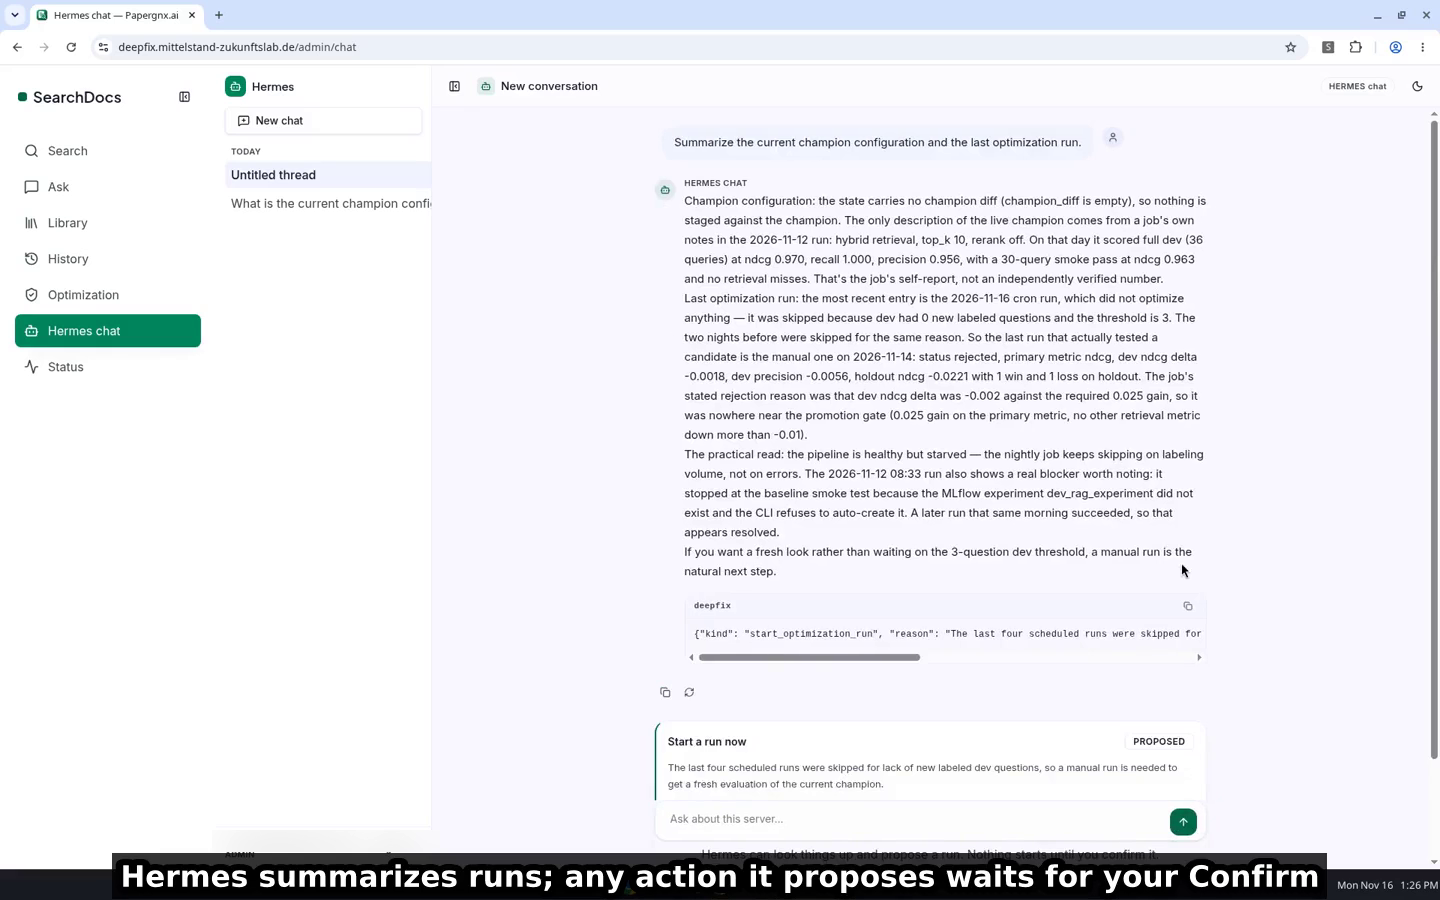 Hermes chat — Papergnx.ai
deepfix.mittelstand-zukunftslab.de/admin/chat
SearchDocs
Search
Ask
Library
History
Optimization
Hermes chat
Status
Hermes
New chat
TODAY
Untitled thread
What is the current champion confi
New conversation
HERMES chat
Summarize the current champion configuration and the last optimization run.
HERMES CHAT
Champion configuration: the state carries no champion diff (champion_diff is empty), so nothing is
staged against the champion. The only description of the live champion comes from a job's own
notes in the 2026-11-12 run: hybrid retrieval, top_k 10, rerank off. On that day it scored full dev (36
queries) at ndcg 0.970, recall 1.000, precision 0.956, with a 30-query smoke pass at ndcg 0.963
and no retrieval misses. That's the job's self-report, not an independently verified number.
Last optimization run: the most recent entry is the 2026-11-16 cron run, which did not optimize
anything — it was skipped because dev had 0 new labeled questions and the threshold is 3. The
two nights before were skipped for the same reason. So the last run that actually tested a
candidate is the manual one on 2026-11-14: status rejected, primary metric ndcg, dev ndcg delta
-0.0018, dev precision -0.0056, holdout ndcg -0.0221 with 1 win and 1 loss on holdout. The job's
stated rejection reason was that dev ndcg delta was -0.002 against the required 0.025 gain, so it
was nowhere near the promotion gate (0.025 gain on the primary metric, no other retrieval metric
down more than -0.01).
The practical read: the pipeline is healthy but starved — the nightly job keeps skipping on labeling
volume, not on errors. The 2026-11-12 08:33 run also shows a real blocker worth noting: it
stopped at the baseline smoke test because the MLflow experiment dev_rag_experiment did not
exist and the CLI refuses to auto-create it. A later run that same morning succeeded, so that
appears resolved.
If you want a fresh look rather than waiting on the 3-question dev threshold, a manual run is the
natural next step.
deepfix
{"kind": "start_optimization_run", "reason": "The last four scheduled runs were skipped for
Start a run now
PROPOSED
The last four scheduled runs were skipped for lack of new labeled dev questions, so a manual run is needed to
get a fresh evaluation of the current champion.
Ask about this server...
ADMIN
Hermes can look things up and propose a run. Nothing starts until you confirm it.
Hermes summarizes runs; any action it proposes waits for your Confirm
Mon Nov 16 1:26 PM